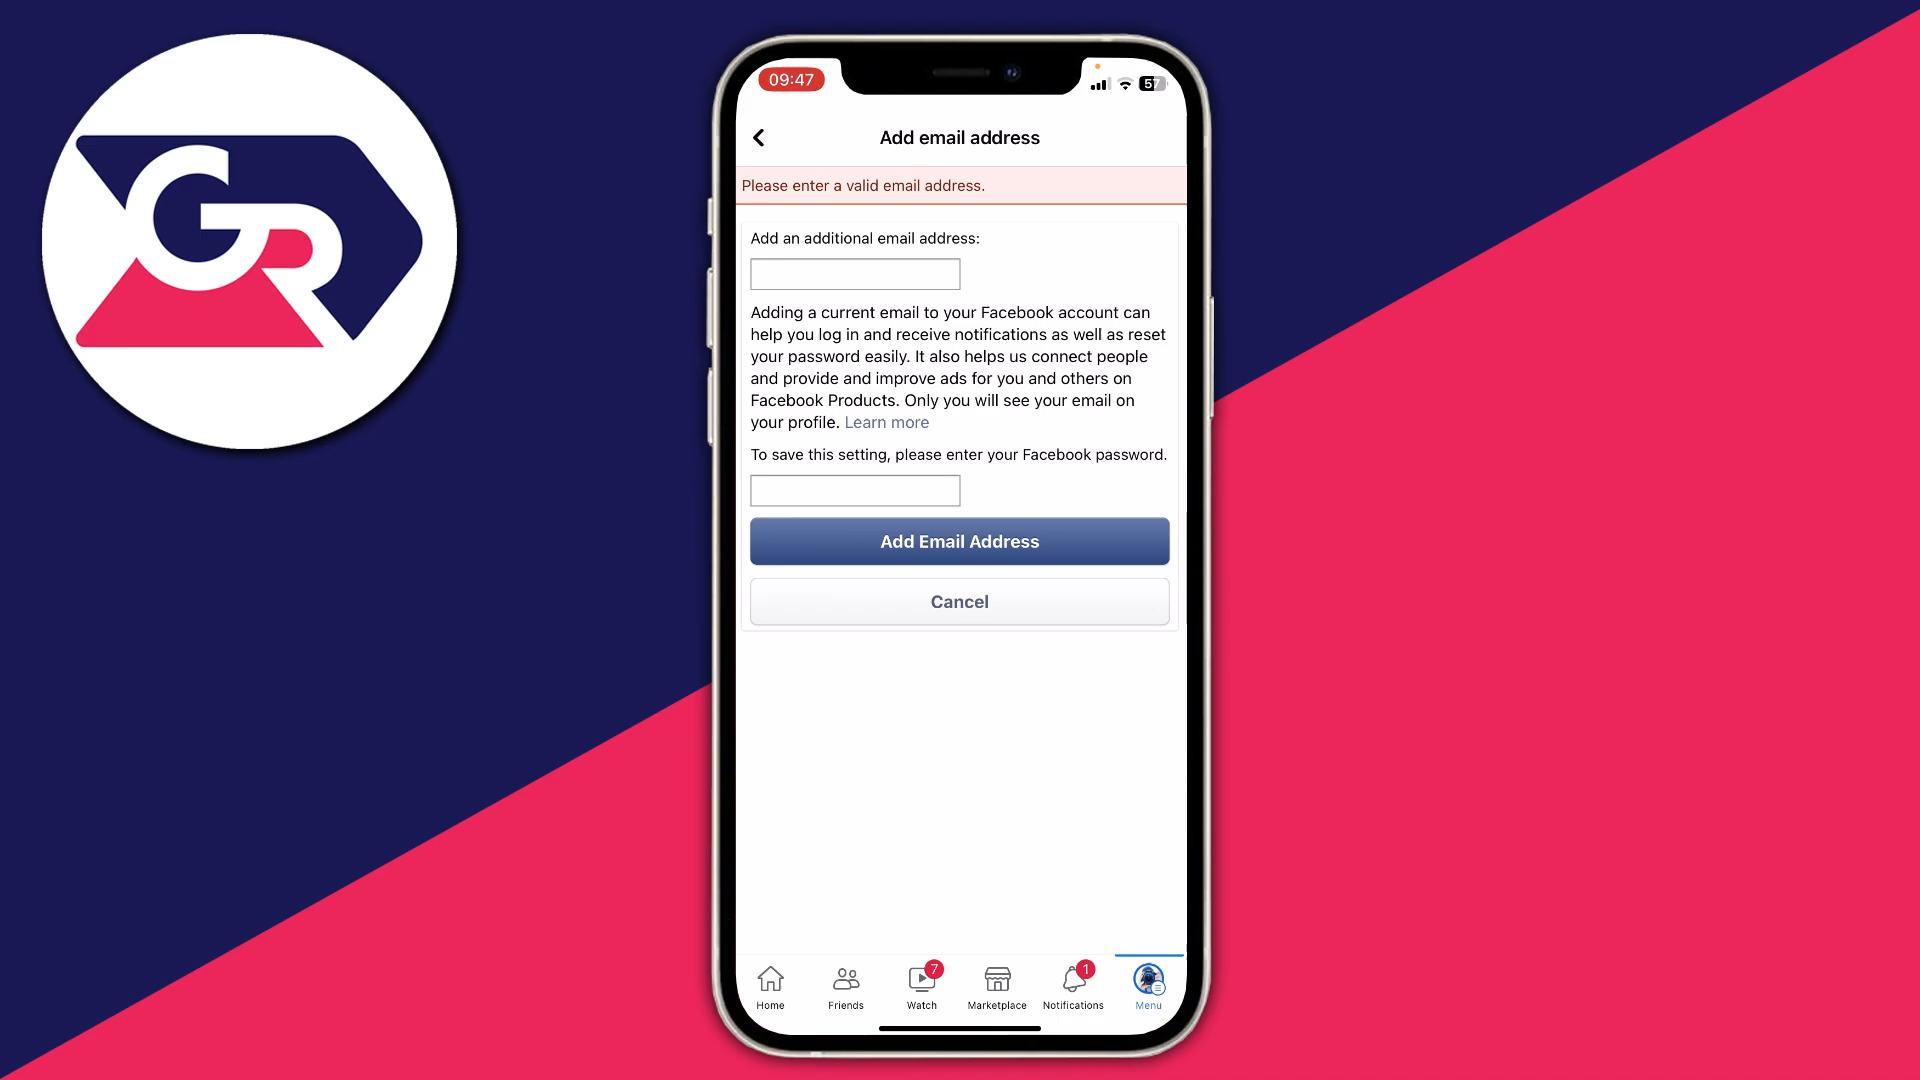 GR
09:47
57
Add email address
Please enter a valid email address.
Add an additional email address:
Adding a current email to your Facebook account can
help you log in and receive notifications as well as reset
your password easily. It also helps us connect people
and provide and improve ads for you and others on
Facebook Products. Only you will see your email on
your profile. Learn more
To save this setting, please enter your Facebook password.
Add Email Address
Cancel
7
1
Home
Friends
Watch
Marketplace
Notifications
Menu